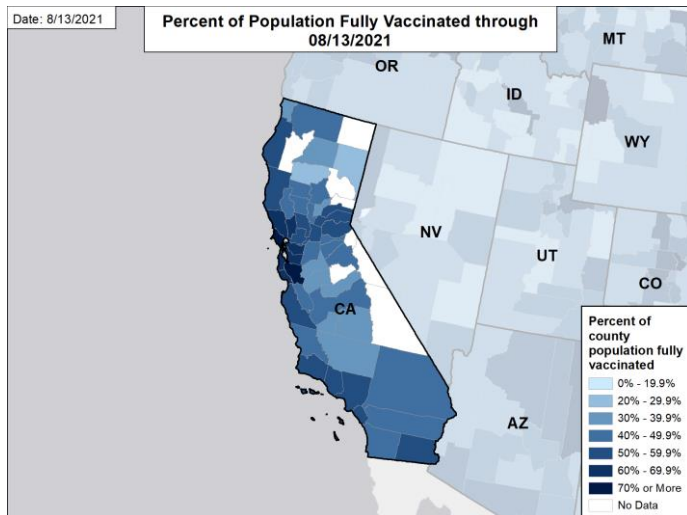 Date: 8/13/2021
Percent of Population Fully Vaccinated through
08/13/2021
MT
OR
ID
WY
NV
UT
CO
CA
AZ
Percent of
county
population fully
vaccinated
0% - 19.9%
20% - 29.9%
30% - 39.9%
40% - 49.9%
50% - 59.9%
60% - 69.9%
70% or More
No Data